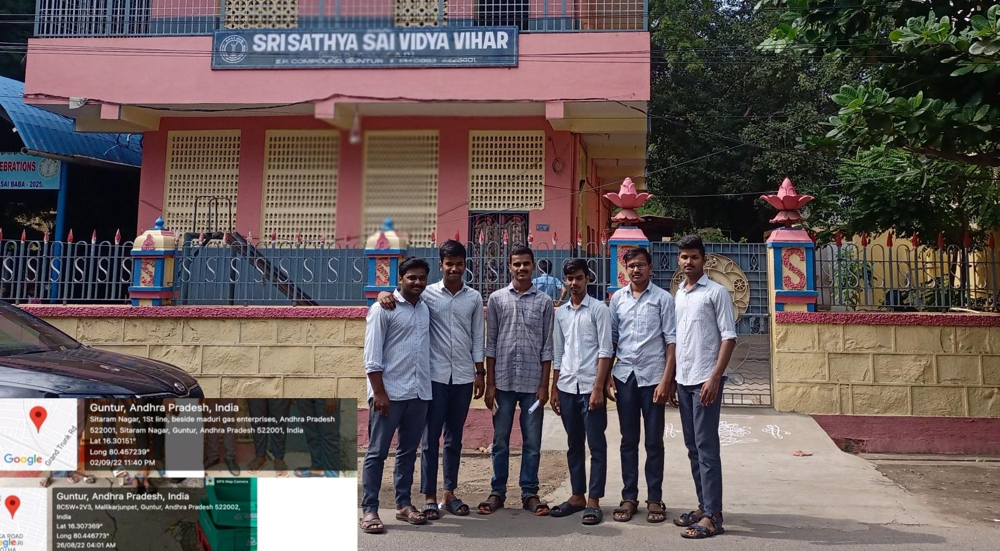 SRI SATHYA SAI VIDYA VIHAR
Z.P. COMPOUND, GUNTUR
EBRATIONS
SAI BABA - 2025.
S
S
S
S
Guntur, Andhra Pradesh, India
Sitaram Nagar, 1St line, beside maduri gas enterprises, Andhra Pradesh
522001, Sitaram Nagar, Guntur, Andhra Pradesh 522001, India
Lat 16.30151°
Long 80.457239°
02/09/22 11:40 PM
Grand Trunk Rd
Google
GPS Map Camera
Guntur, Andhra Pradesh, India
8C5W+2V3, Mallikarjunpet, Guntur, Andhra Pradesh 522002,
India
Lat 16.307369°
Long 80.446773°
26/08/22 04:01 AM
KA ROAD
ogle